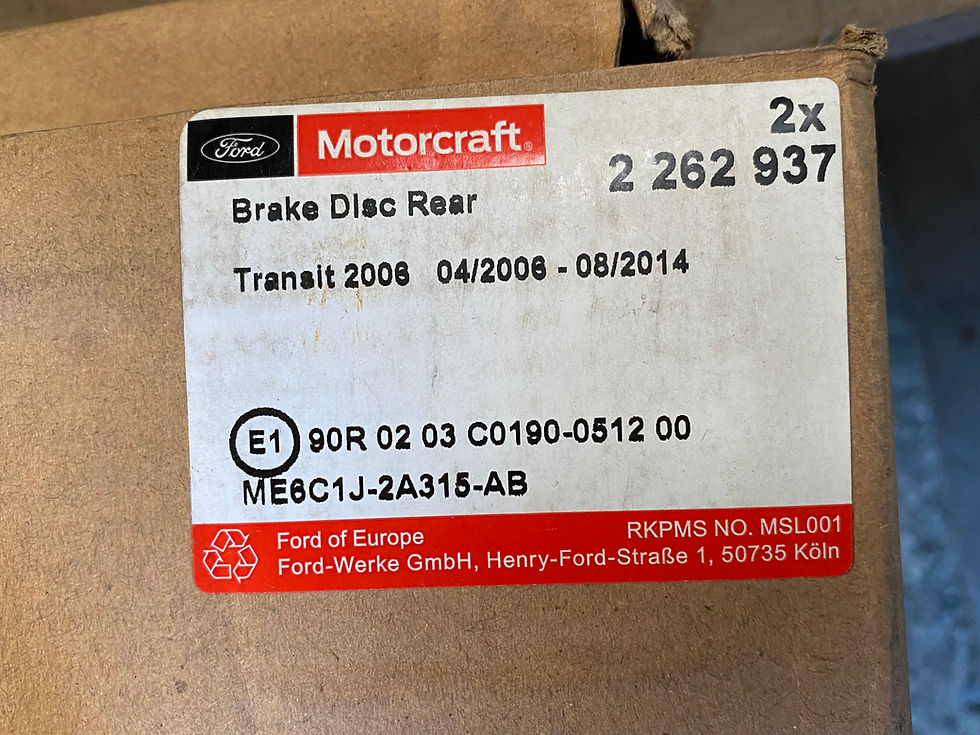 Ford Motorcraft®
2x
2 262 937
Brake Disc Rear
Transit 2006 04/2006 - 08/2014
E1 90R 02 03 C0190-0512 00
ME6C1J-2A315-AB
Ford of Europe RKPMS NO. MSL001
Ford-Werke GmbH, Henry-Ford-Straße 1, 50735 Köln